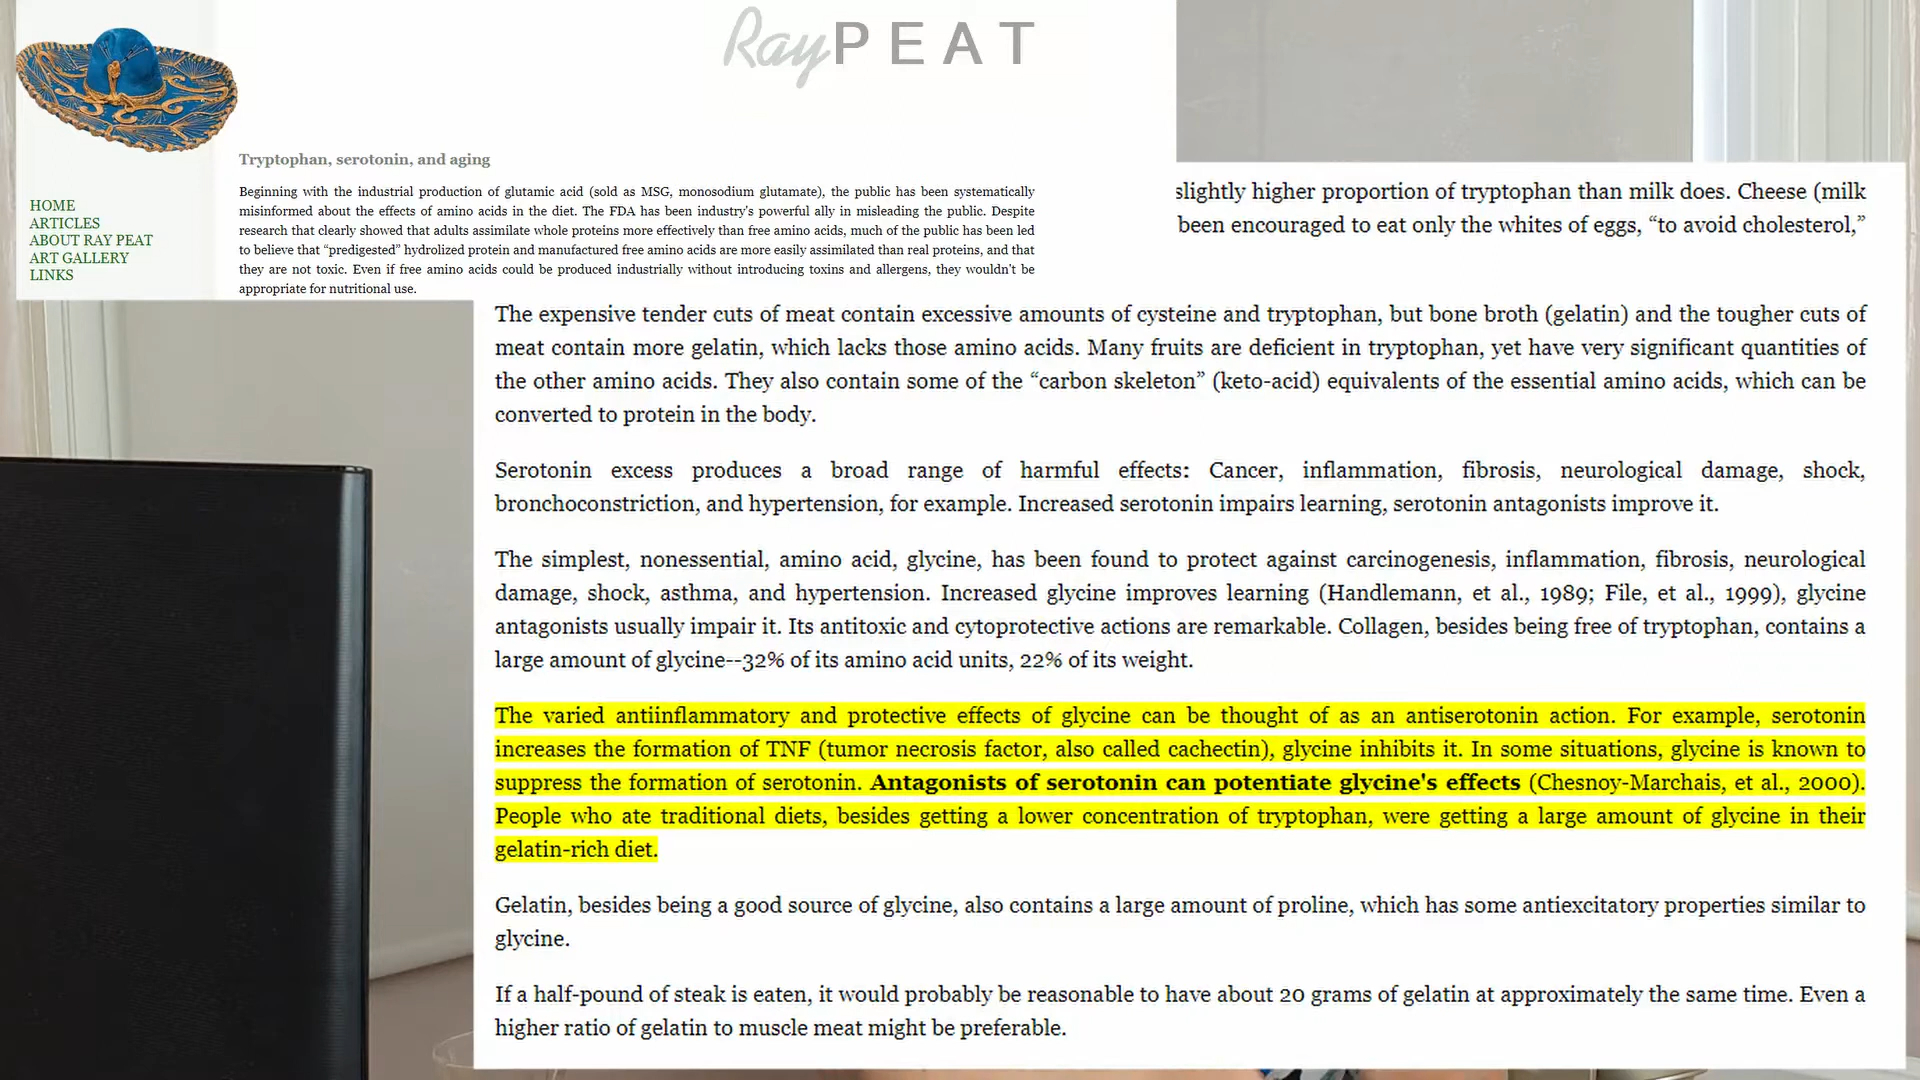 Ray PEAT
Tryptophan, serotonin, and aging
Beginning with the industrial production of glutamic acid (sold as MSG, monosodium glutamate), the public has been systematically
misinformed about the effects of amino acids in the diet. The FDA has been industry's powerful ally in misleading the public. Despite
research that clearly showed that adults assimilate whole proteins more effectively than free amino acids, much of the public has been led
to believe that “predigested” hydrolized protein and manufactured free amino acids are more easily assimilated than real proteins, and that
they are not toxic. Even if free amino acids could be produced industrially without introducing toxins and allergens, they wouldn't be
appropriate for nutritional use.
HOME
ARTICLES
ABOUT RAY PEAT
ART GALLERY
LINKS
slightly higher proportion of tryptophan than milk does. Cheese (milk
been encouraged to eat only the whites of eggs, “to avoid cholesterol,”
The expensive tender cuts of meat contain excessive amounts of cysteine and tryptophan, but bone broth (gelatin) and the tougher cuts of
meat contain more gelatin, which lacks those amino acids. Many fruits are deficient in tryptophan, yet have very significant quantities of
the other amino acids. They also contain some of the “carbon skeleton” (keto-acid) equivalents of the essential amino acids, which can be
converted to protein in the body.
Serotonin excess produces a broad range of harmful effects: Cancer, inflammation, fibrosis, neurological damage, shock,
bronchoconstriction, and hypertension, for example. Increased serotonin impairs learning, serotonin antagonists improve it.
The simplest, nonessential, amino acid, glycine, has been found to protect against carcinogenesis, inflammation, fibrosis, neurological
damage, shock, asthma, and hypertension. Increased glycine improves learning (Handlemann, et al., 1989; File, et al., 1999), glycine
antagonists usually impair it. Its antitoxic and cytoprotective actions are remarkable. Collagen, besides being free of tryptophan, contains a
large amount of glycine--32% of its amino acid units, 22% of its weight.
The varied antiinflammatory and protective effects of glycine can be thought of as an antiserotonin action. For example, serotonin
increases the formation of TNF (tumor necrosis factor, also called cachectin), glycine inhibits it. In some situations, glycine is known to
suppress the formation of serotonin. Antagonists of serotonin can potentiate glycine's effects (Chesnoy-Marchais, et al., 2000).
People who ate traditional diets, besides getting a lower concentration of tryptophan, were getting a large amount of glycine in their
gelatin-rich diet.
Gelatin, besides being a good source of glycine, also contains a large amount of proline, which has some antiexcitatory properties similar to
glycine.
If a half-pound of steak is eaten, it would probably be reasonable to have about 20 grams of gelatin at approximately the same time. Even a
higher ratio of gelatin to muscle meat might be preferable.